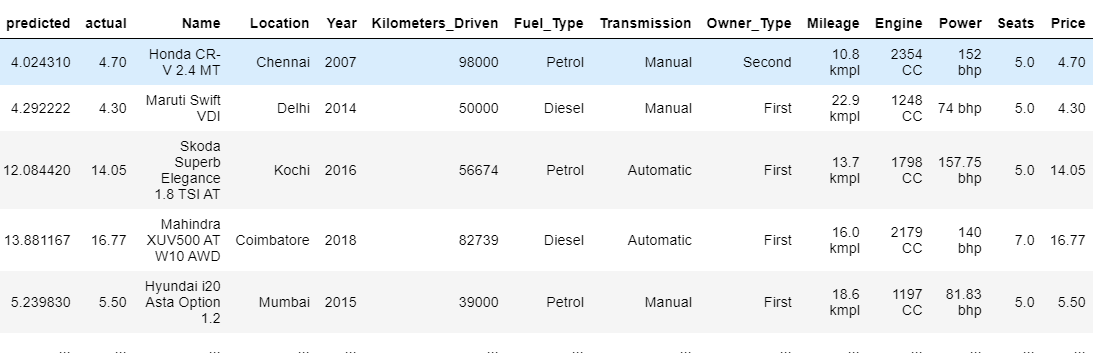 predicted actual Name Location Year Kilometers_Driven Fuel_Type Transmission Owner_Type Mileage Engine Power Seats Price
4.024310 4.70 Honda CR-V 2.4 MT Chennai 2007 98000 Petrol Manual Second 10.8 kmpl 2354 CC 152 bhp 5.0 4.70
4.292222 4.30 Maruti Swift VDI Delhi 2014 50000 Diesel Manual First 22.9 kmpl 1248 CC 74 bhp 5.0 4.30
12.084420 14.05 Skoda Superb Elegance 1.8 TSI AT Kochi 2016 56674 Petrol Automatic First 13.7 kmpl 1798 CC 157.75 bhp 5.0 14.05
13.881167 16.77 Mahindra XUV500 AT W10 AWD Coimbatore 2018 82739 Diesel Automatic First 16.0 kmpl 2179 CC 140 bhp 7.0 16.77
5.239830 5.50 Hyundai i20 Asta Option 1.2 Mumbai 2015 39000 Petrol Manual First 18.6 kmpl 1197 CC 81.83 bhp 5.0 5.50
... ... ... ... ... ... ... ... ... ... ... ... ... ...